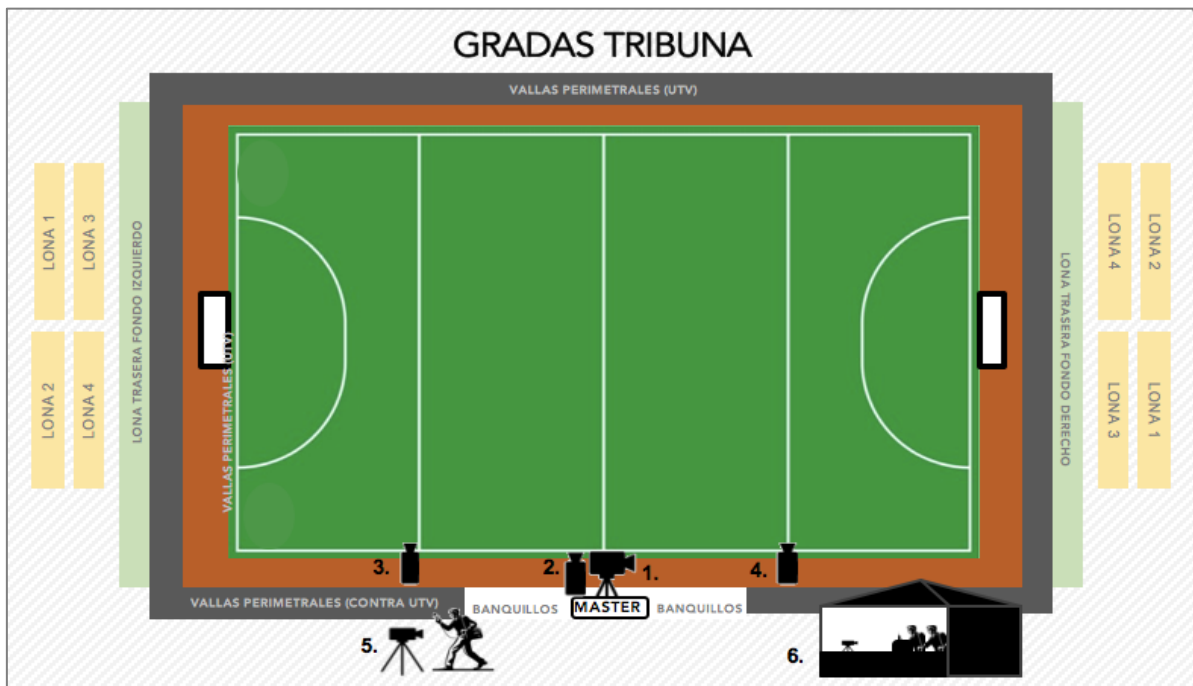 GRADAS TRIBUNA
VALLAS PERIMETRALES (UTV)
LONA 1
LONA 3
LONA 2
LONA 4
LONA TRASERA FONDO IZQUIERDO
VALLAS PERIMETRALES (UTV)
LONA TRASERA FONDO DERECHO
LONA 4
LONA 2
LONA 3
LONA 1
3.
2.
1.
4.
VALLAS PERIMETRALES (CONTRA UTV)
BANQUILLOS
MASTER
BANQUILLOS
5.
6.